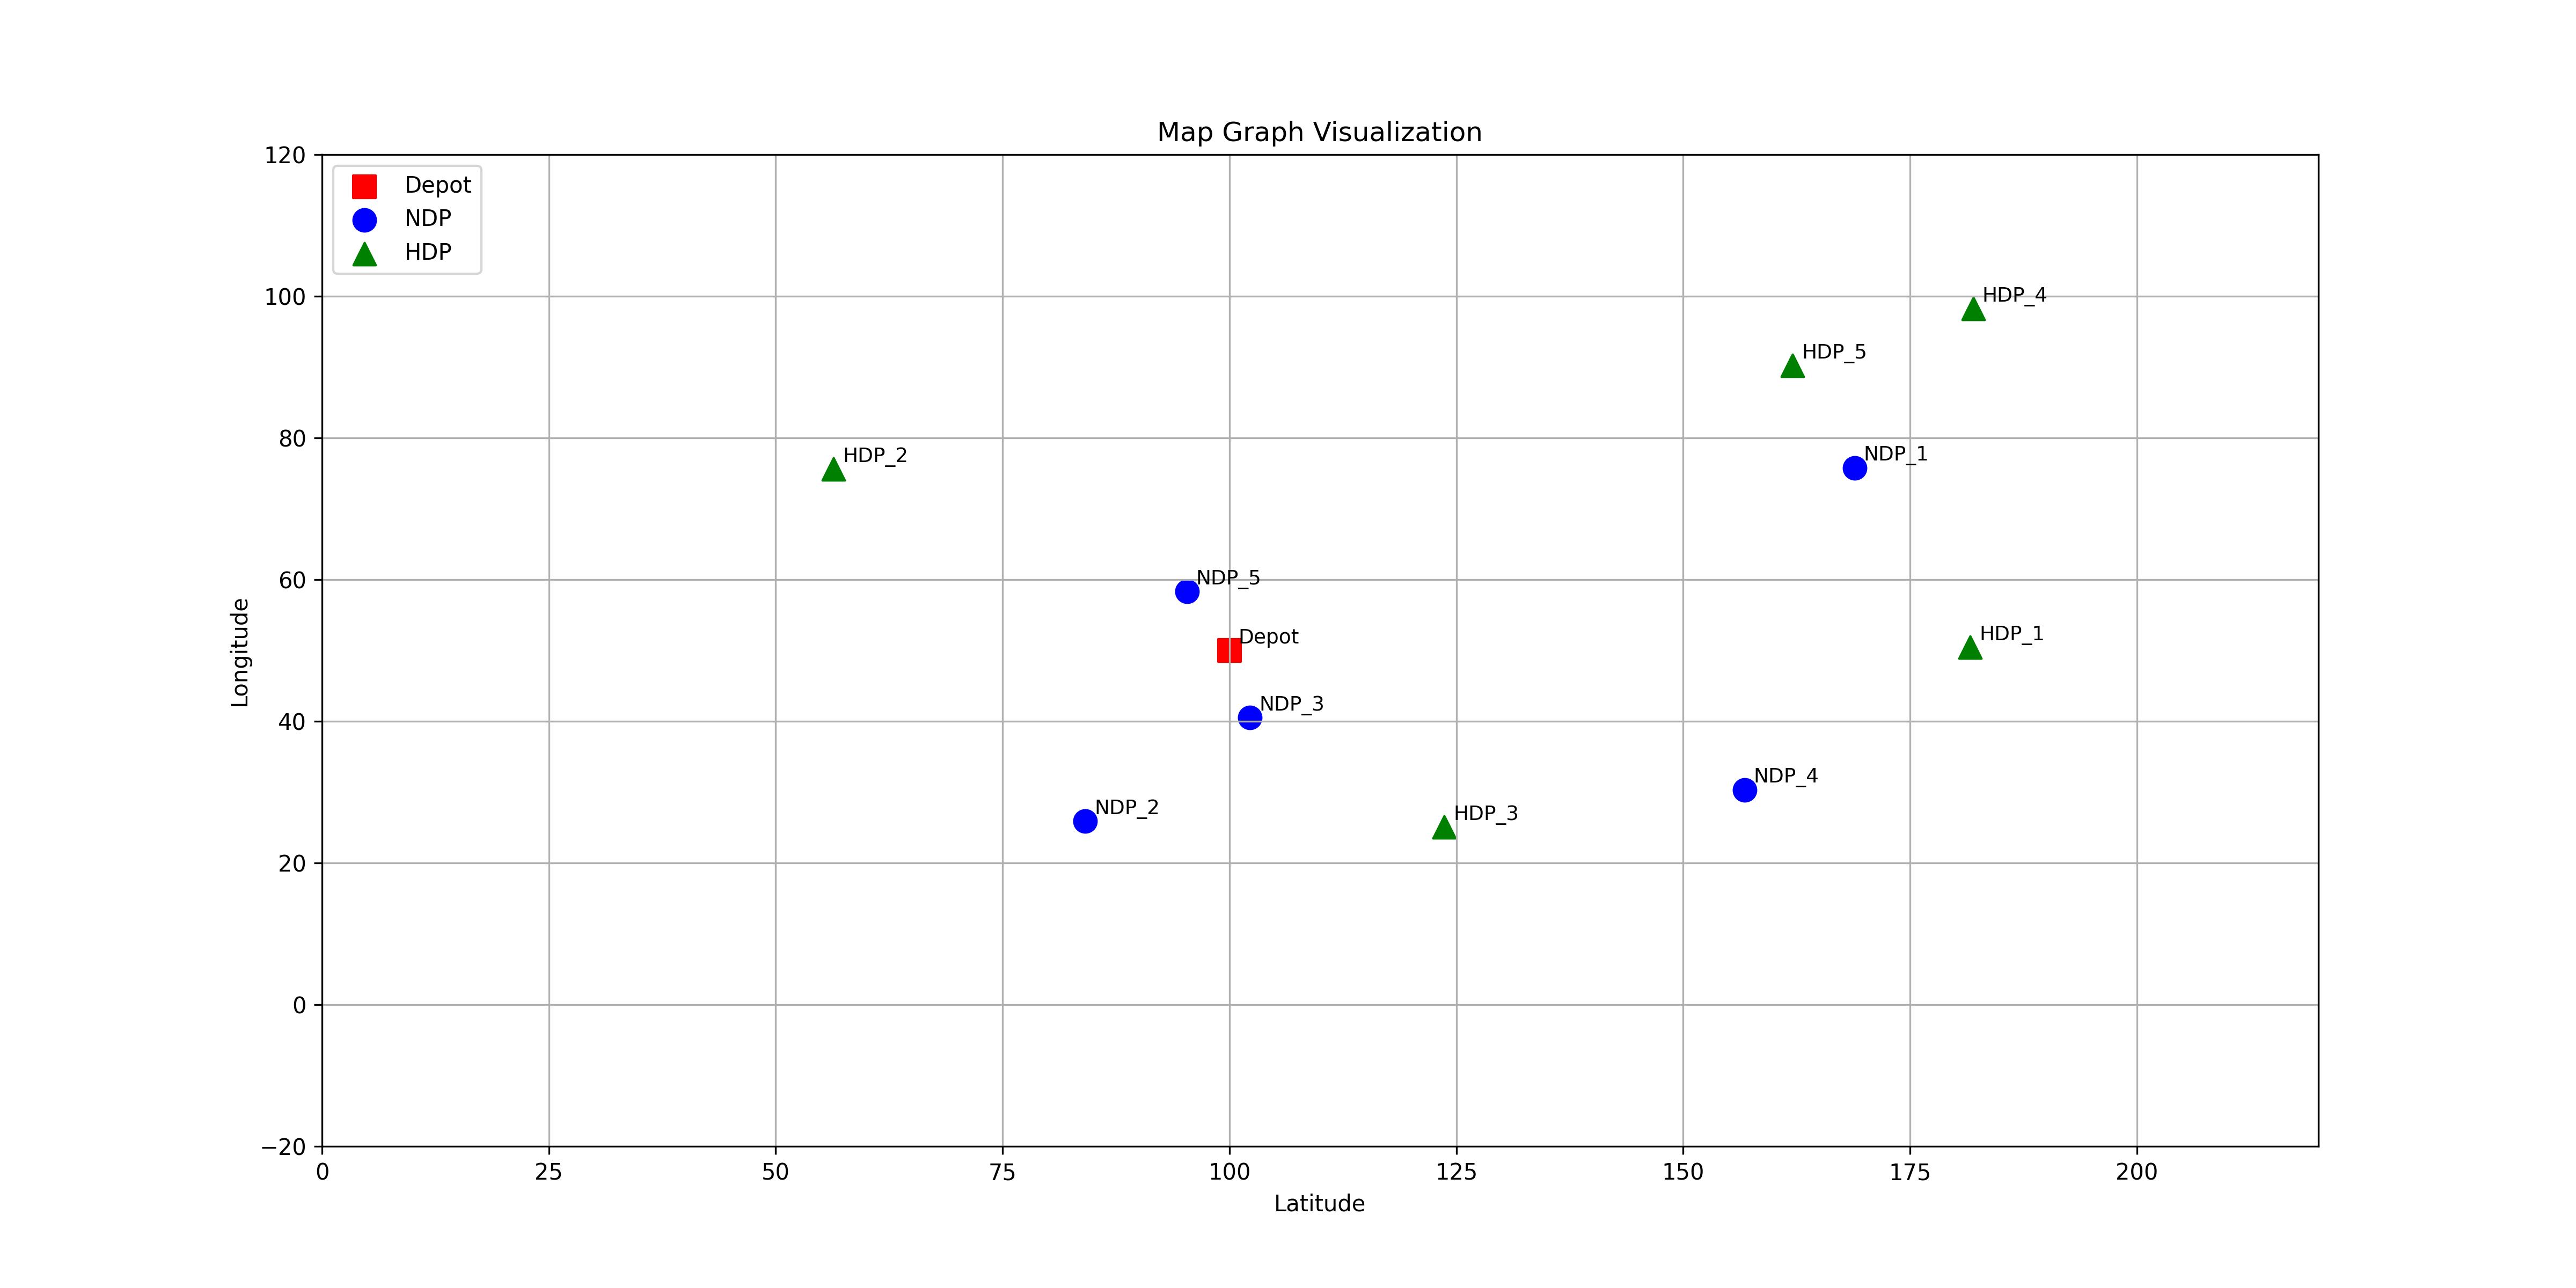 Map Graph Visualization
120
100
80
60
40
20
0
−20
Longitude
Depot
NDP
HDP
HDP_4
HDP_5
HDP_2
NDP_1
NDP_5
Depot
HDP_1
NDP_3
NDP_4
NDP_2
HDP_3
0 25 50 75 100 125 150 175 200
Latitude